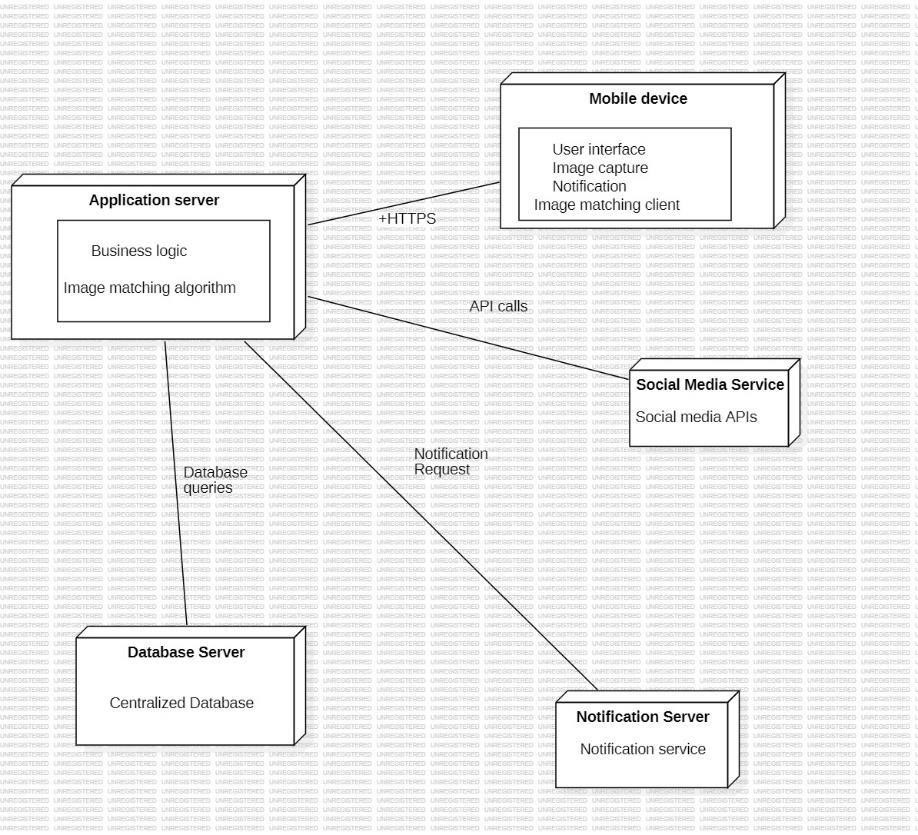 Mobile device
User interface
Image capture
Notification
Image matching client
Application server
Business logic
Image matching algorithm
+HTTPS
API calls
Social Media Service
Social media APIs
Notification
Request
Database
queries
Database Server
Centralized Database
Notification Server
Notification service
UNREGISTERED